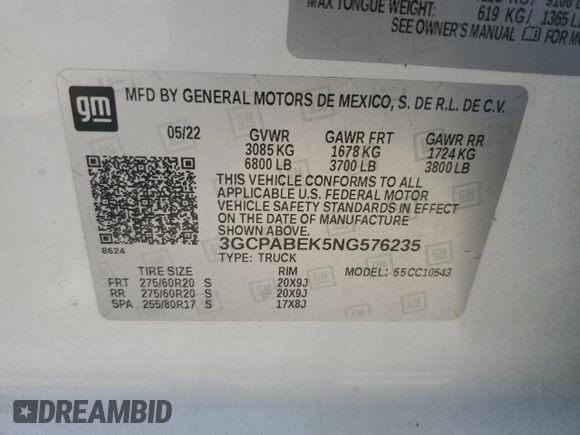 MAX TONGUE WEIGHT: 619 KG / 1365 LB
SEE OWNER'S MANUAL FOR MO
gm
MFD BY GENERAL MOTORS DE MEXICO, S. DE R.L. DE C.V.
05/22 GVWR GAWR FRT GAWR RR
3085 KG 1678 KG 1724 KG
6800 LB 3700 LB 3800 LB
THIS VEHICLE CONFORMS TO ALL
APPLICABLE U.S. FEDERAL MOTOR
VEHICLE SAFETY STANDARDS IN EFFECT
ON THE DATE OF MANUFACTURE
SHOWN ABOVE.
8624
3GCPABEK5NG576235
TYPE: TRUCK MODEL: 55CC10543
TIRE SIZE RIM
FRT 275/60R20 S 20X9J
RR 275/60R20 S 20X9J
SPA 255/80R17 S 17X8J
DREAMBID